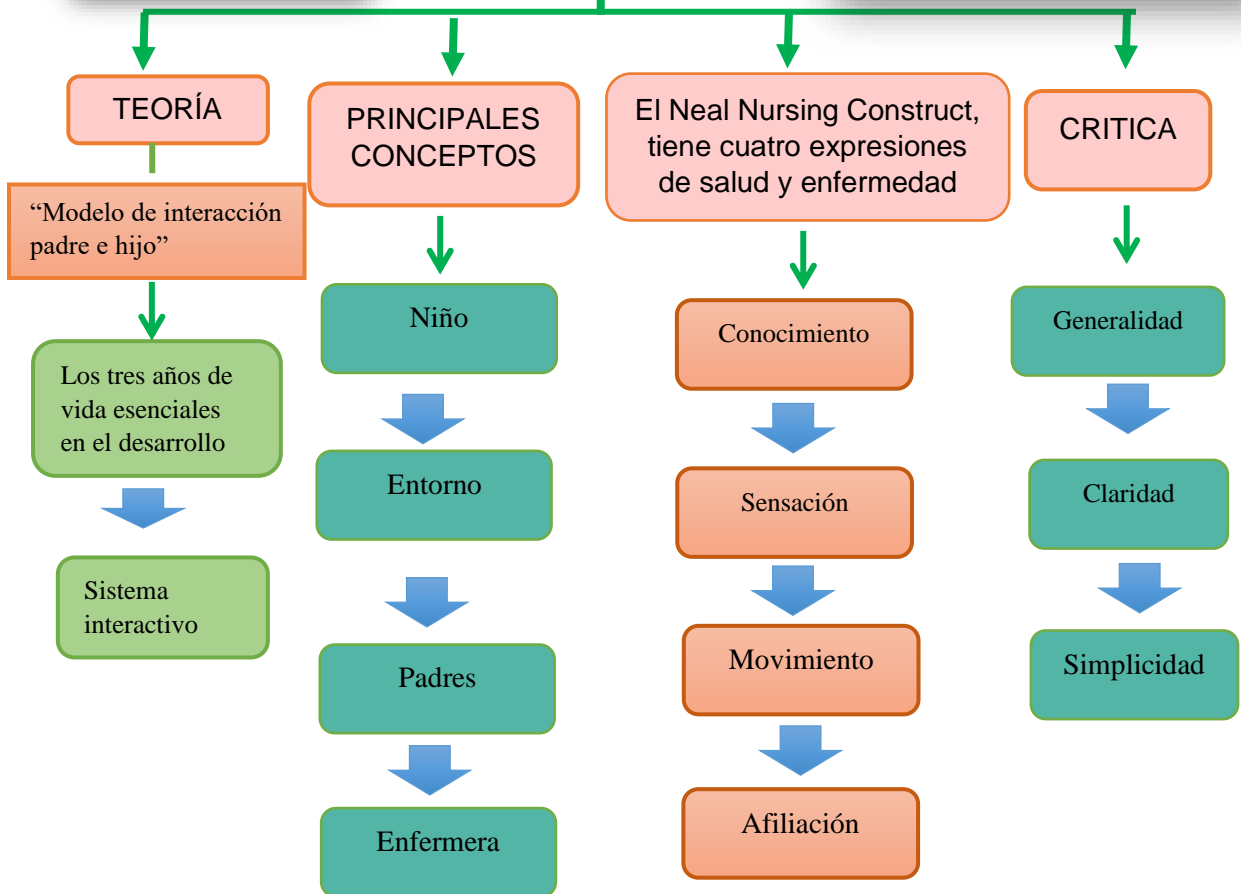 TEORÍA
“Modelo de interacción
padre e hijo”
Los tres años de
vida esenciales
en el desarrollo
Sistema
interactivo
PRINCIPALES
CONCEPTOS
Niño
Entorno
Padres
Enfermera
El Neal Nursing Construct,
tiene cuatro expresiones
de salud y enfermedad
Conocimiento
Sensación
Movimiento
Afiliación
CRITICA
Generalidad
Claridad
Simplicidad